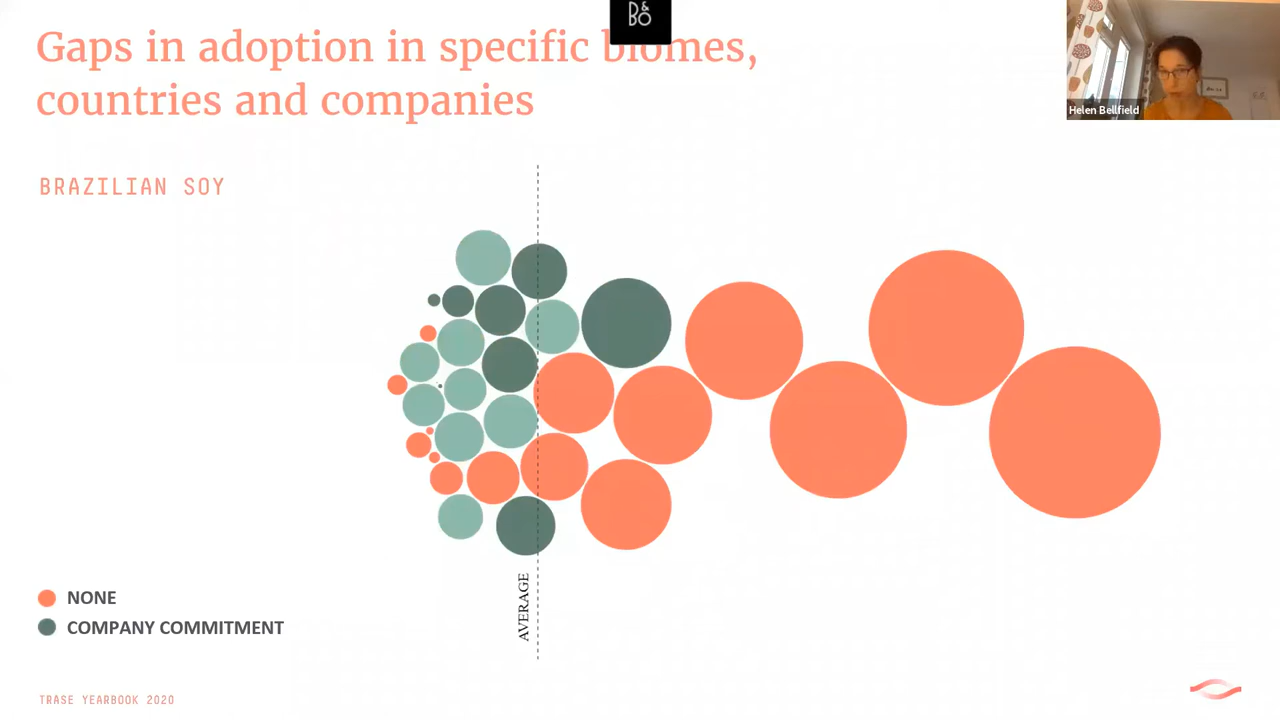 B&
BO
Gaps in adoption in specific biomes,
countries and companies
Helen Bellfield
BRAZILIAN SOY
AVERAGE
NONE
COMPANY COMMITMENT
TRASE YEARBOOK 2020